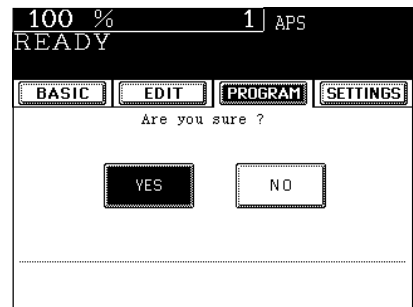 100 % 1 APS
READY
BASIC EDIT PROGRAM SETTINGS
Are you sure ?
YES NO